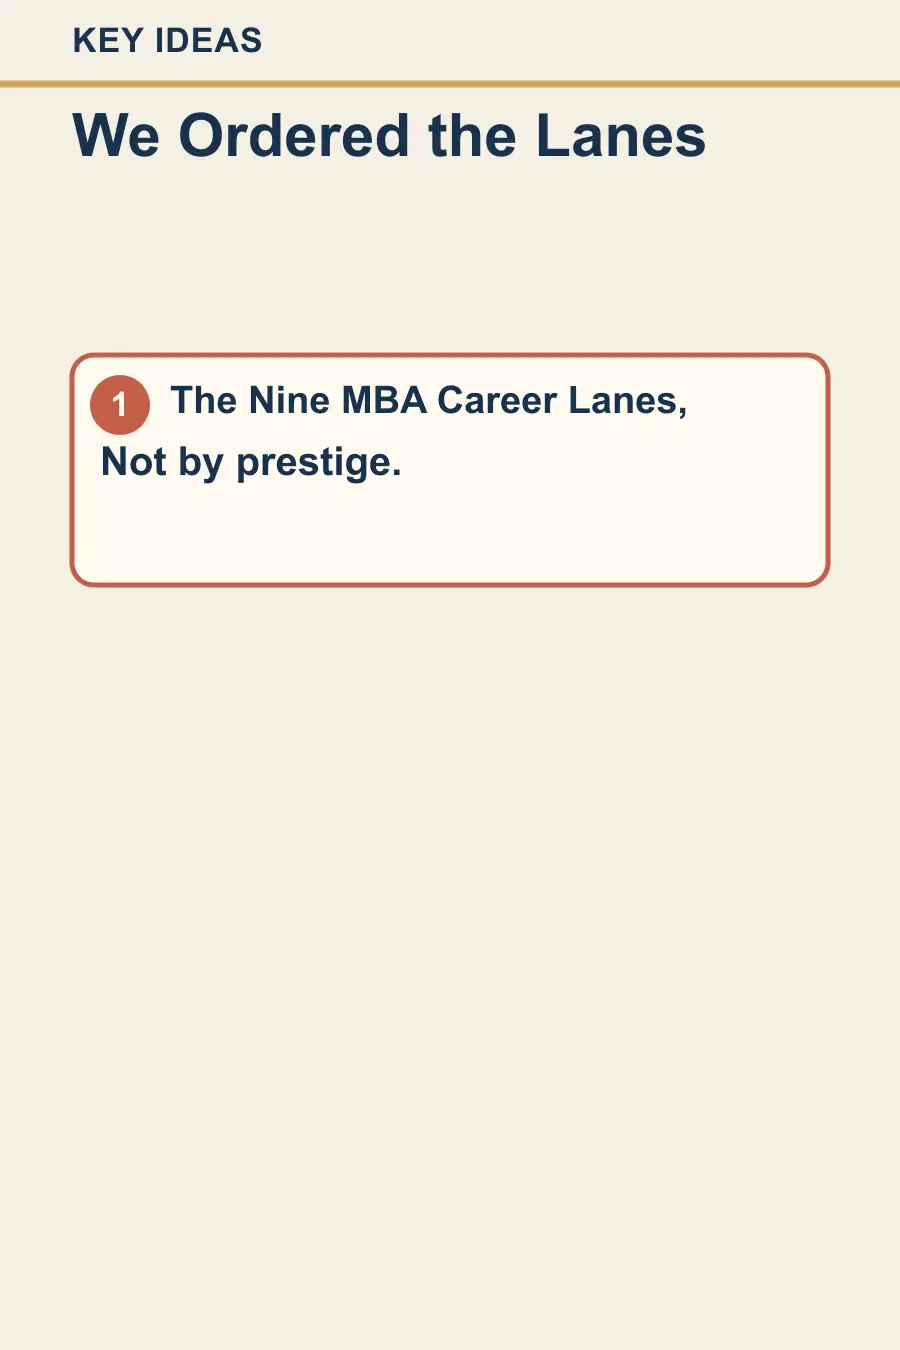 KEY IDEAS
We Ordered the Lanes
1 The Nine MBA Career Lanes,
Not by prestige.